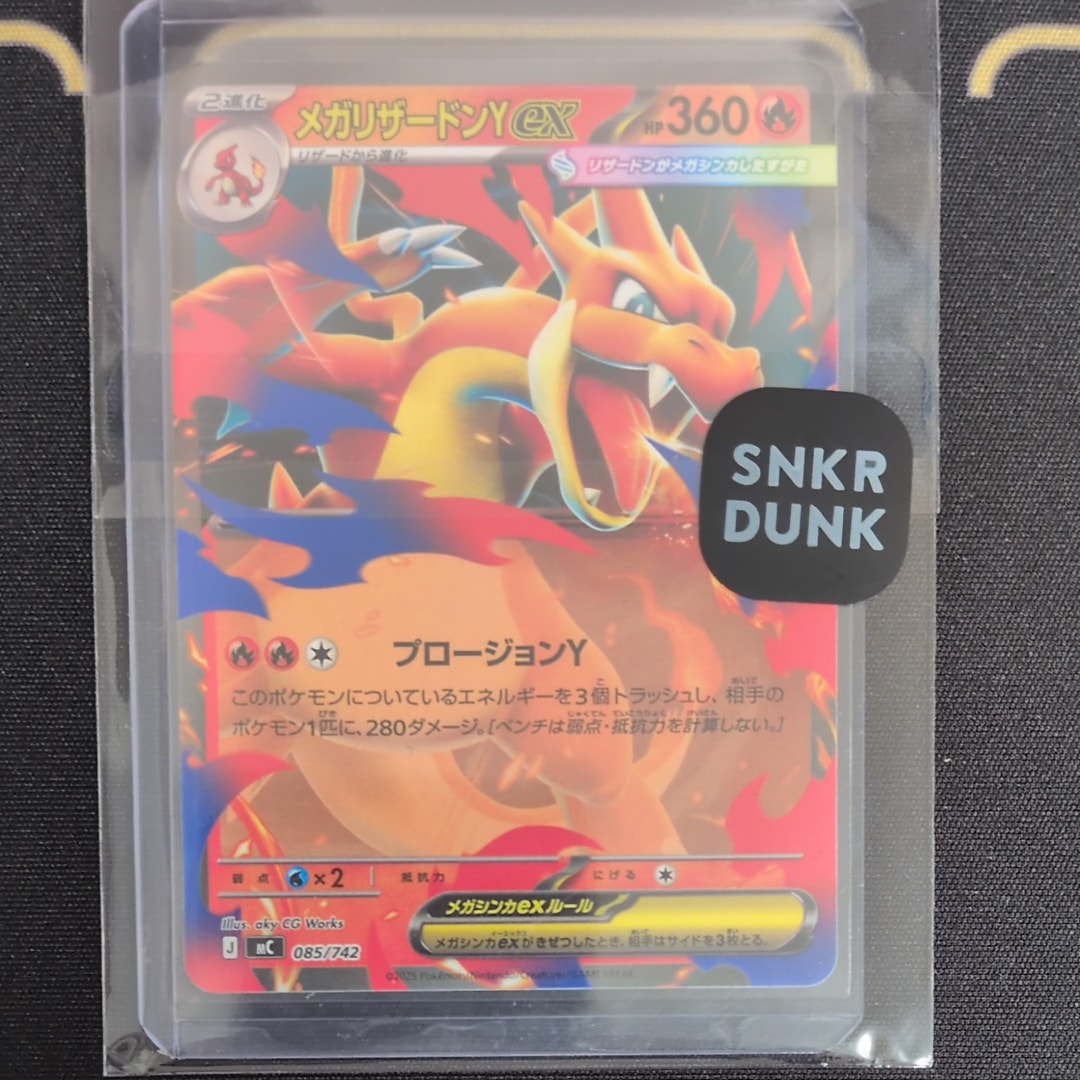 2進化
メガリザードンYex
HP360
リザードから進化
リザードンがメガシンカしたすがた
SNKR
DUNK
プロージョンY
このポケモンについているエネルギーを3個トラッシュし、相手の
ポケモン1匹に、280ダメージ。[ベンチは弱点・抵抗力を計算しない。]
弱点 ×2 抵抗力 にげる
メガシンカexルール
メガシンカexがきぜつしたとき、相手はサイドを3枚とる。
Illus. aky CG Works
J MC 085/742
©2025 Pokémon/Nintendo/Creatures/GAME FREAK